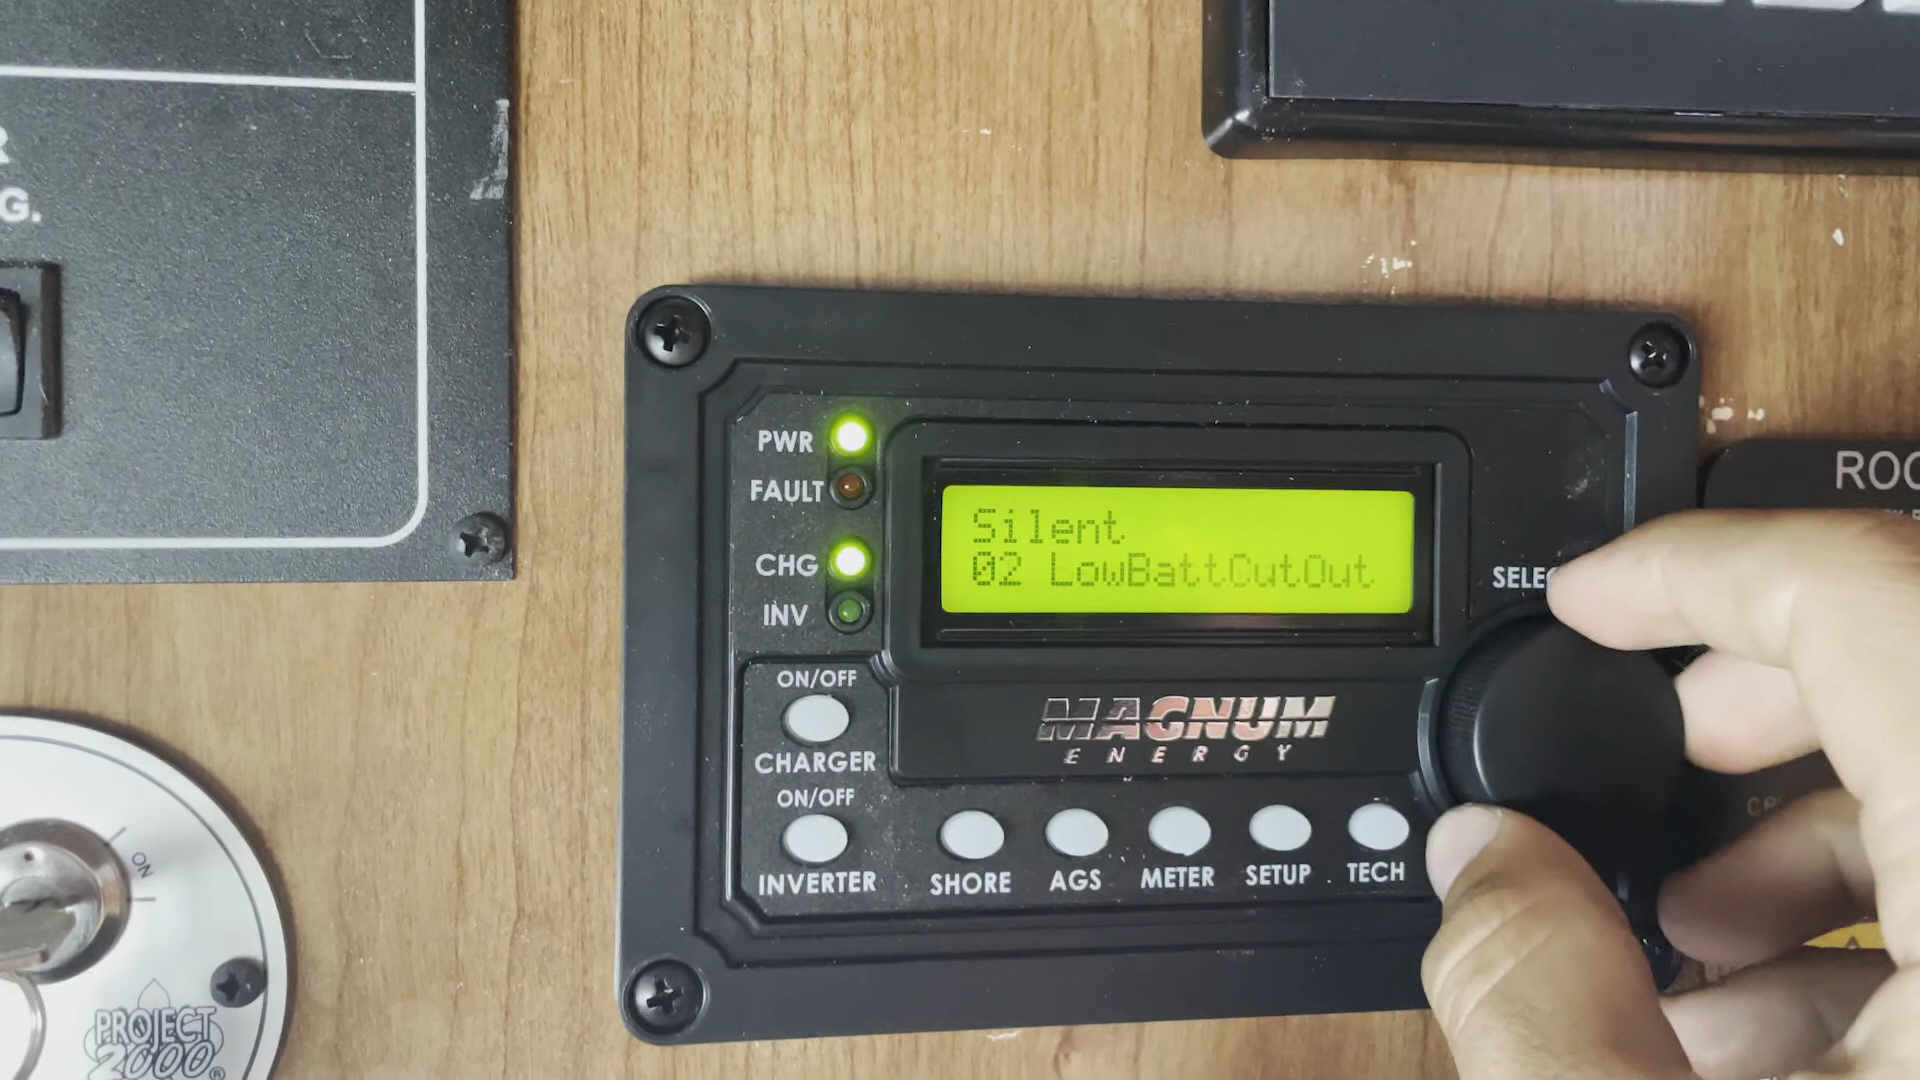 G.
PWR
FAULT
CHG
INV
Silent
02 LowBattCutOut
ON/OFF
CHARGER
ON/OFF
INVERTER
MAGNUM
ENERGY
SHORE
AGS
METER
SETUP
TECH
ON
PROJECT
2000®